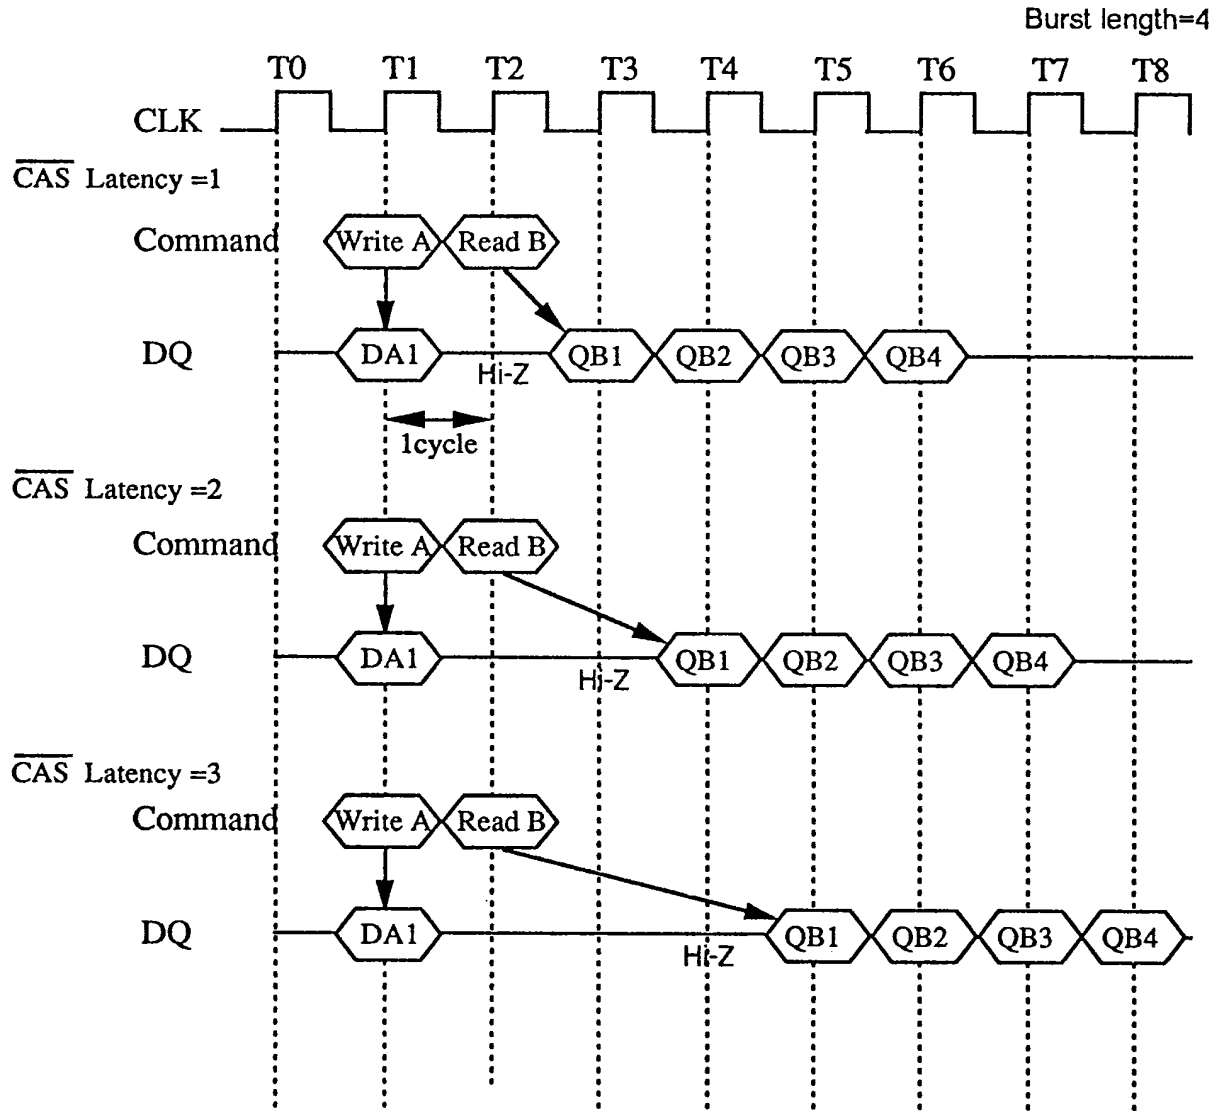 Burst length=4
T0 T1 T2 T3 T4 T5 T6 T7 T8
CLK
CAS Latency =1
Command Write A Read B
DQ DA1 Hi-Z QB1 QB2 QB3 QB4
1cycle
CAS Latency =2
Command Write A Read B
DQ DA1 Hi-Z QB1 QB2 QB3 QB4
CAS Latency =3
Command Write A Read B
DQ DA1 Hi-Z QB1 QB2 QB3 QB4